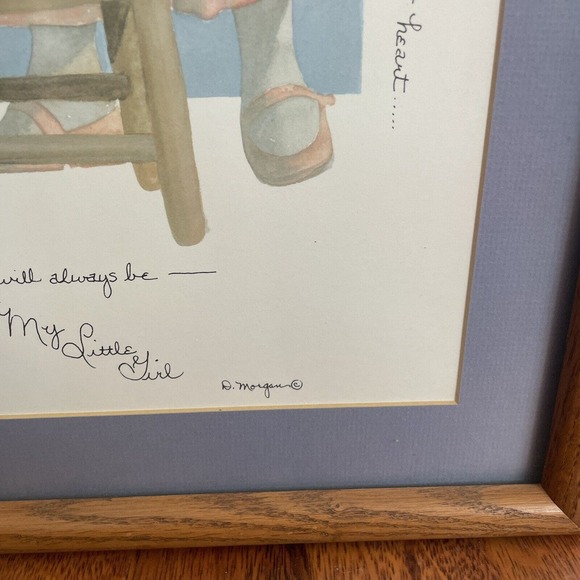 heart.....
will always be —
My
Little
Girl
D. Morgan ©